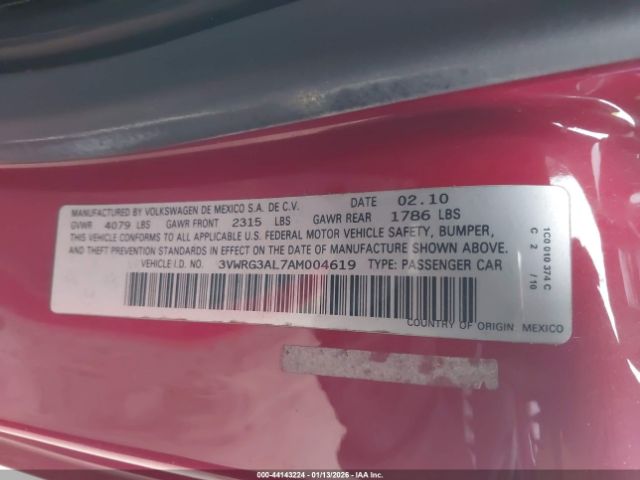 MANUFACTURED BY VOLKSWAGEN DE MEXICO S.A. DE C.V. DATE 02.10
GVWR 4079 LBS GAWR FRONT 2315 LBS GAWR REAR 1786 LBS
THIS VEHICLE CONFORMS TO ALL APPLICABLE U.S. FEDERAL MOTOR VEHICLE SAFETY, BUMPER,
AND THEFT PREVENTION STANDARDS IN EFFECT ON THE DATE OF MANUFACTURE SHOWN ABOVE.
VEHICLE I.D. NO. 3VWRG3AL7AM004619 TYPE: PASSENGER CAR
COUNTRY OF ORIGIN MEXICO
1C0 010 374 C
C 2 /10
000- 44143224 - 01/13/2026 - IAA Inc.